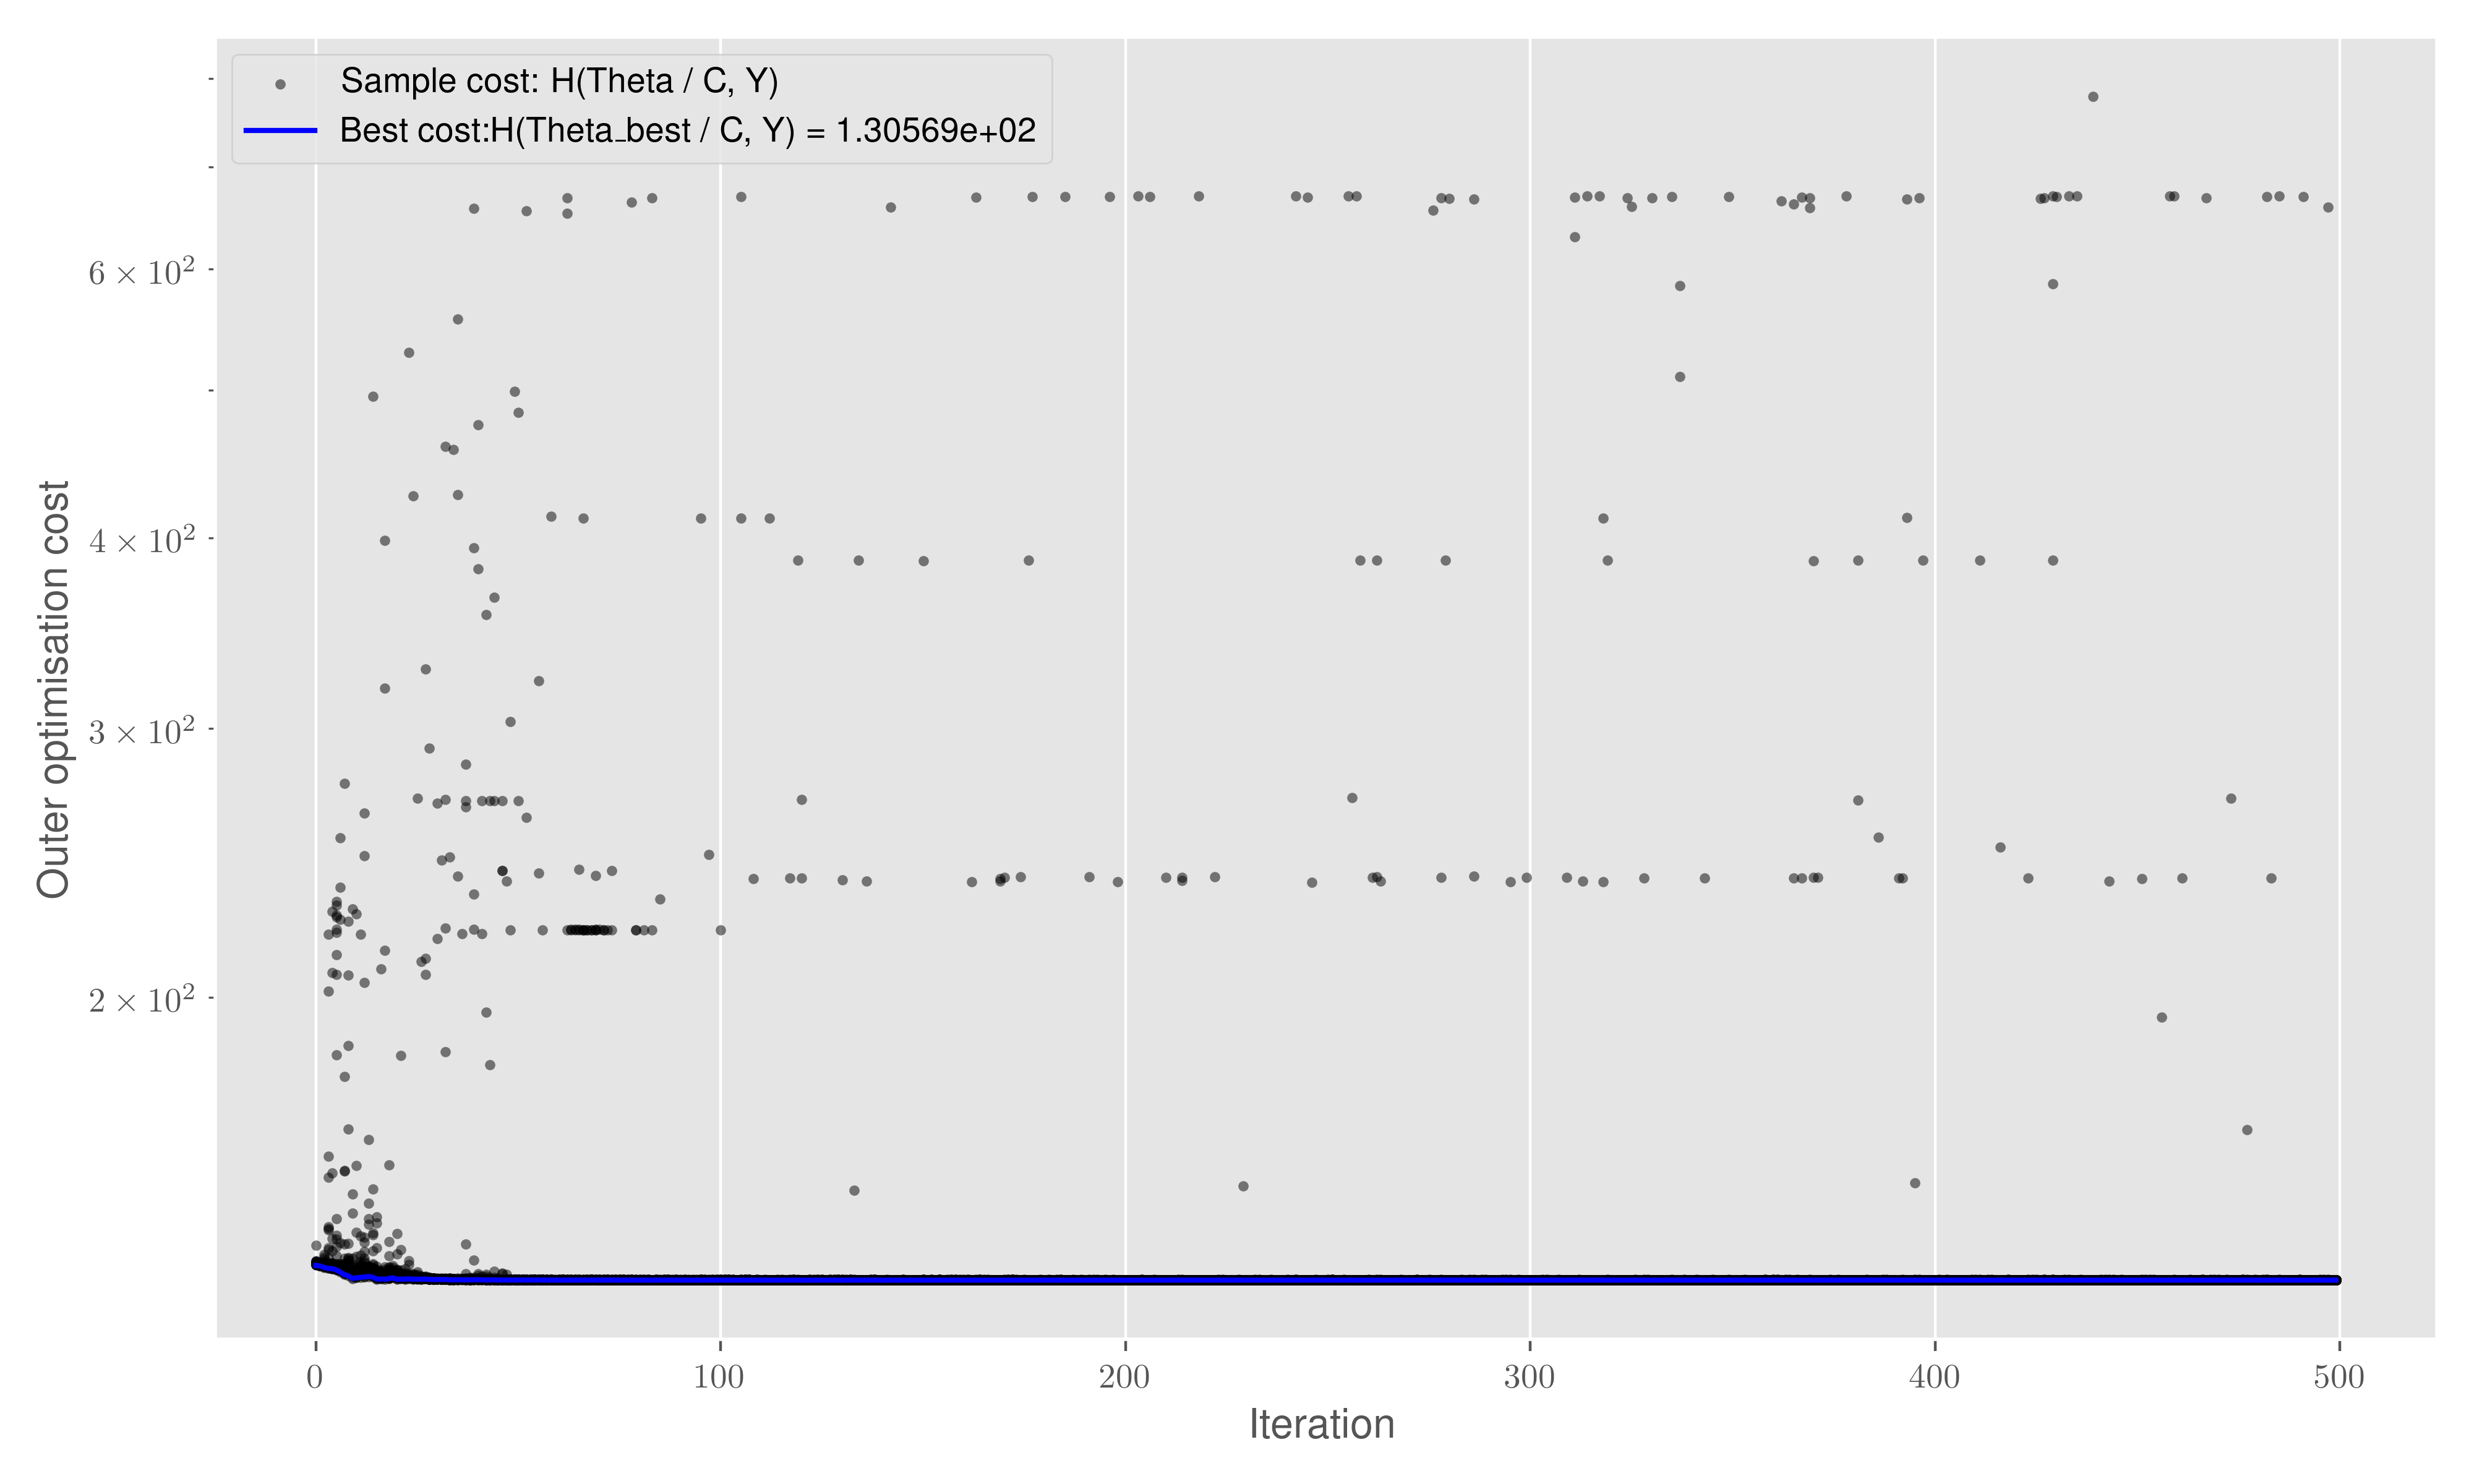 Sample cost: H(Theta / C, Y)
Best cost:H(Theta_best / C, Y) = 1.30569e+02
6 × 10²
4 × 10²
3 × 10²
2 × 10²
Outer optimisation cost
0 100 200 300 400 500
Iteration